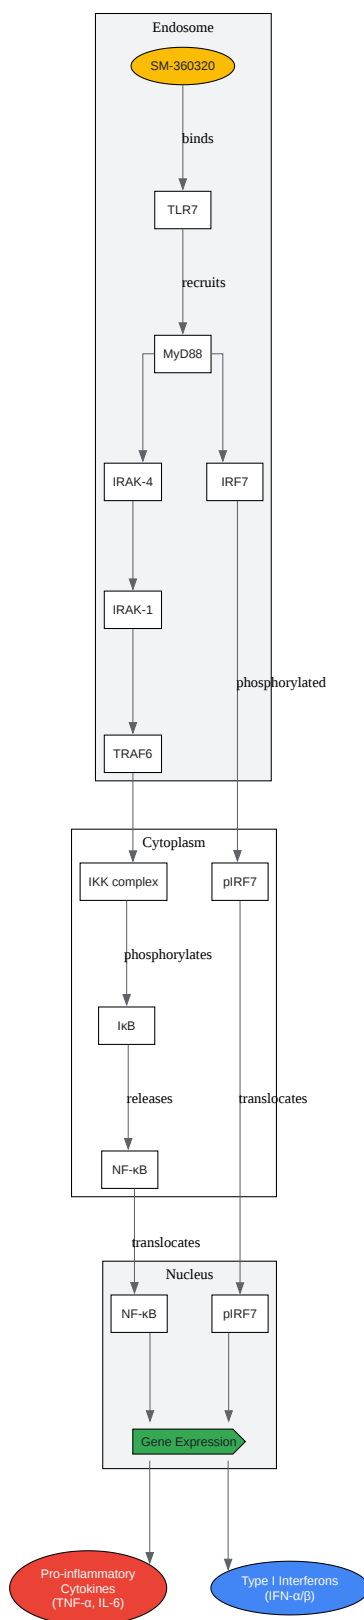 Endosome
SM-360320
binds
TLR7
recruits
MyD88
IRAK-4
IRF7
IRAK-1
phosphorylated
TRAF6
Cytoplasm
IKK complex
pIRF7
phosphorylates
IκB
releases
translocates
NF-κB
translocates
Nucleus
NF-κB
pIRF7
Gene Expression
Pro-inflammatory
Cytokines
(TNF-α, IL-6)
Type I Interferons
(IFN-α/β)